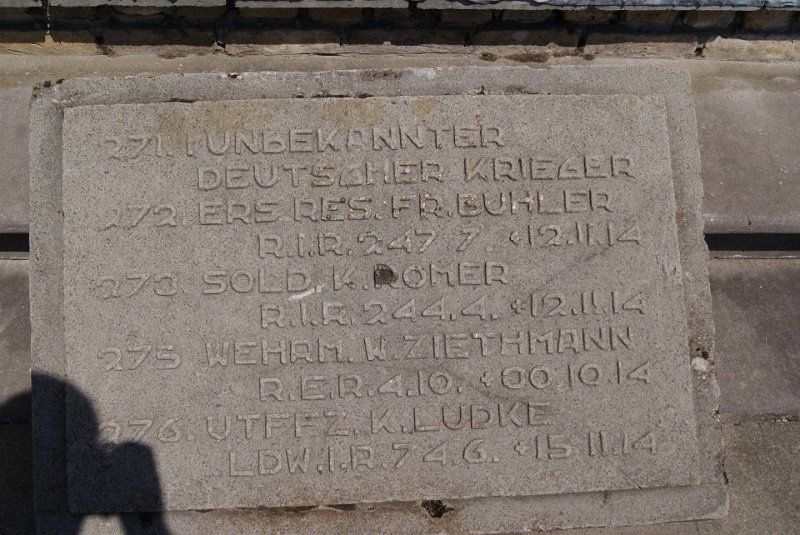 271. 1 UNBEKANNTER
DEUTSCHER KRIEGER
272. ERS. RES. FR. BUHLER
R.I.R. 247 7. +12.11.14
273 SOLD. K. ROMER
R.I.R. 244.4. +12.11.14
275 WEHRM. W. ZIETHMANN
R.E.R. 4.10. +00.10.14
276. UTFFZ. K. LUDKE
LDW.I.R. 74.6. +15.11.14